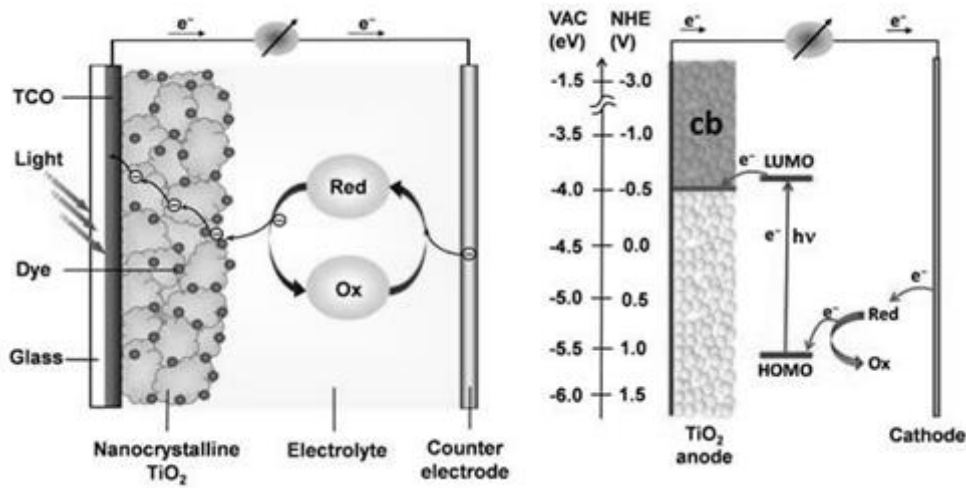 e⁻
e⁻
TCO
Light
Dye
Glass
Red
Ox
Nanocrystalline
TiO₂
Electrolyte
Counter
electrode
VAC
(eV)
NHE
(V)
e⁻
e⁻
-1.5 -3.0
-3.5 -1.0
-4.0 -0.5
-4.5 0.0
-5.0 0.5
-5.5 1.0
-6.0 1.5
cb
e⁻
LUMO
e⁻
hν
e⁻
e⁻
Red
Ox
HOMO
TiO₂
anode
Cathode